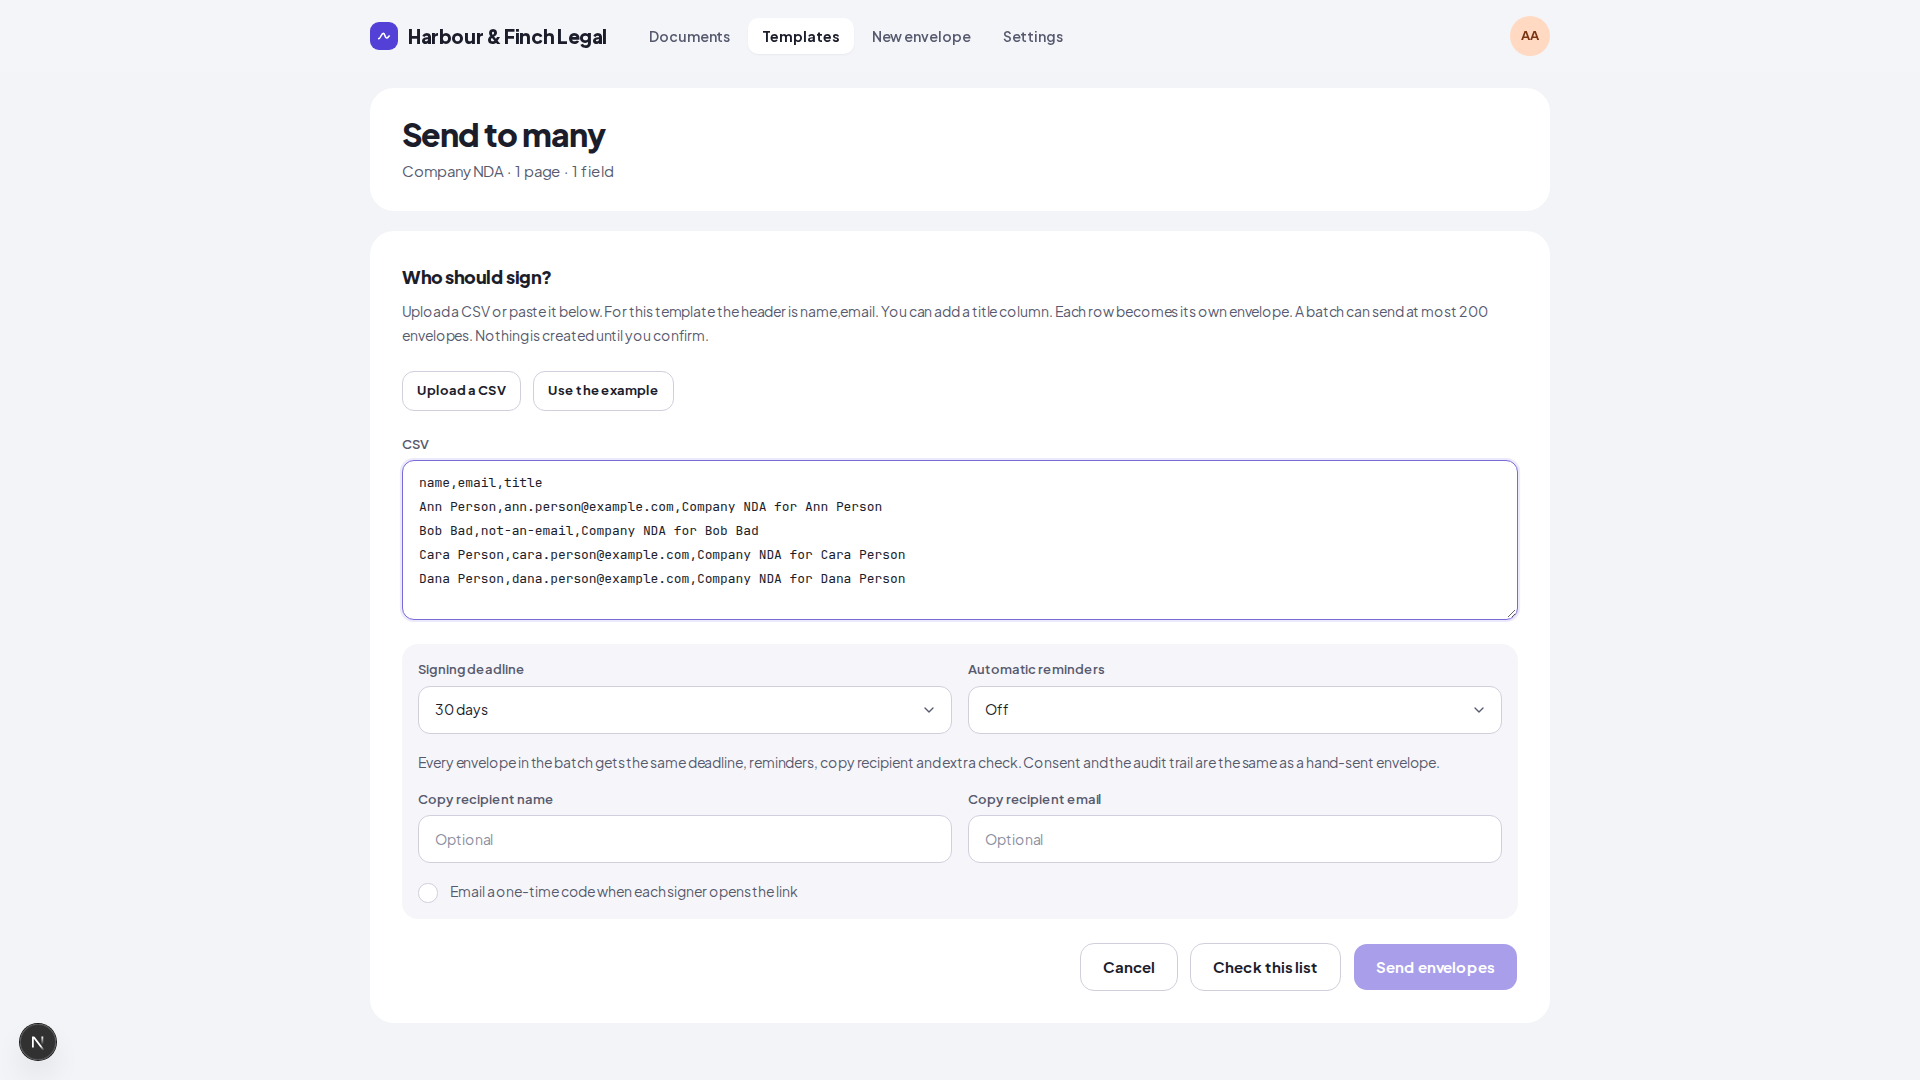 Harbour & Finch Legal
Documents
Templates
New envelope
Settings
AA
Send to many
Company NDA · 1 page · 1 field
Who should sign?
Upload a CSV or paste it below. For this template the header is name,email. You can add a title column. Each row becomes its own envelope. A batch can send at most 200
envelopes. Nothing is created until you confirm.
Upload a CSV
Use the example
CSV
name,email,title
Ann Person,ann.person@example.com,Company NDA for Ann Person
Bob Bad,not-an-email,Company NDA for Bob Bad
Cara Person,cara.person@example.com,Company NDA for Cara Person
Dana Person,dana.person@example.com,Company NDA for Dana Person
Signing deadline
Automatic reminders
30 days
Off
Every envelope in the batch gets the same deadline, reminders, copy recipient and extra check. Consent and the audit trail are the same as a hand-sent envelope.
Copy recipient name
Copy recipient email
Optional
Optional
Email a one-time code when each signer opens the link
Cancel
Check this list
Send envelopes
N